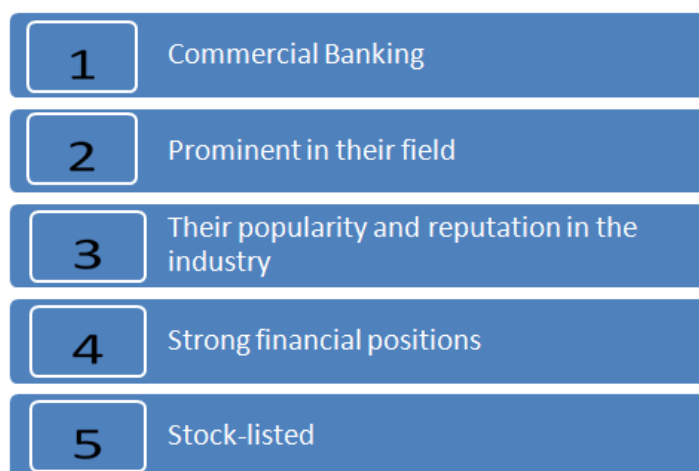 1
Commercial Banking
2
Prominent in their field
3
Their popularity and reputation in the
industry
4
Strong financial positions
5
Stock-listed